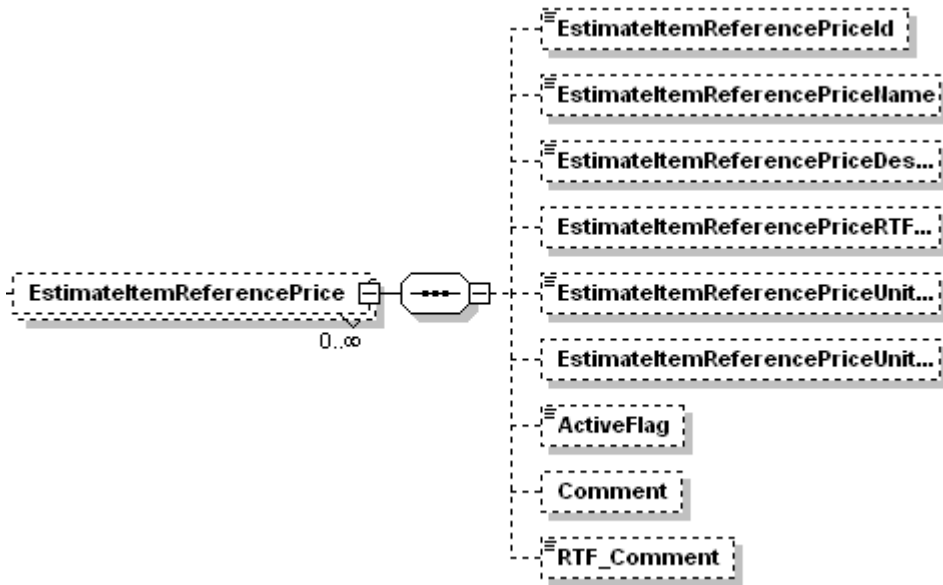 EstimateItemReferencePriceId
EstimateItemReferencePriceName
EstimateItemReferencePriceDes...
EstimateItemReferencePriceRTF...
EstimateItemReferencePrice
0..∞
EstimateItemReferencePriceUnit...
EstimateItemReferencePriceUnit...
ActiveFlag
Comment
RTF_Comment